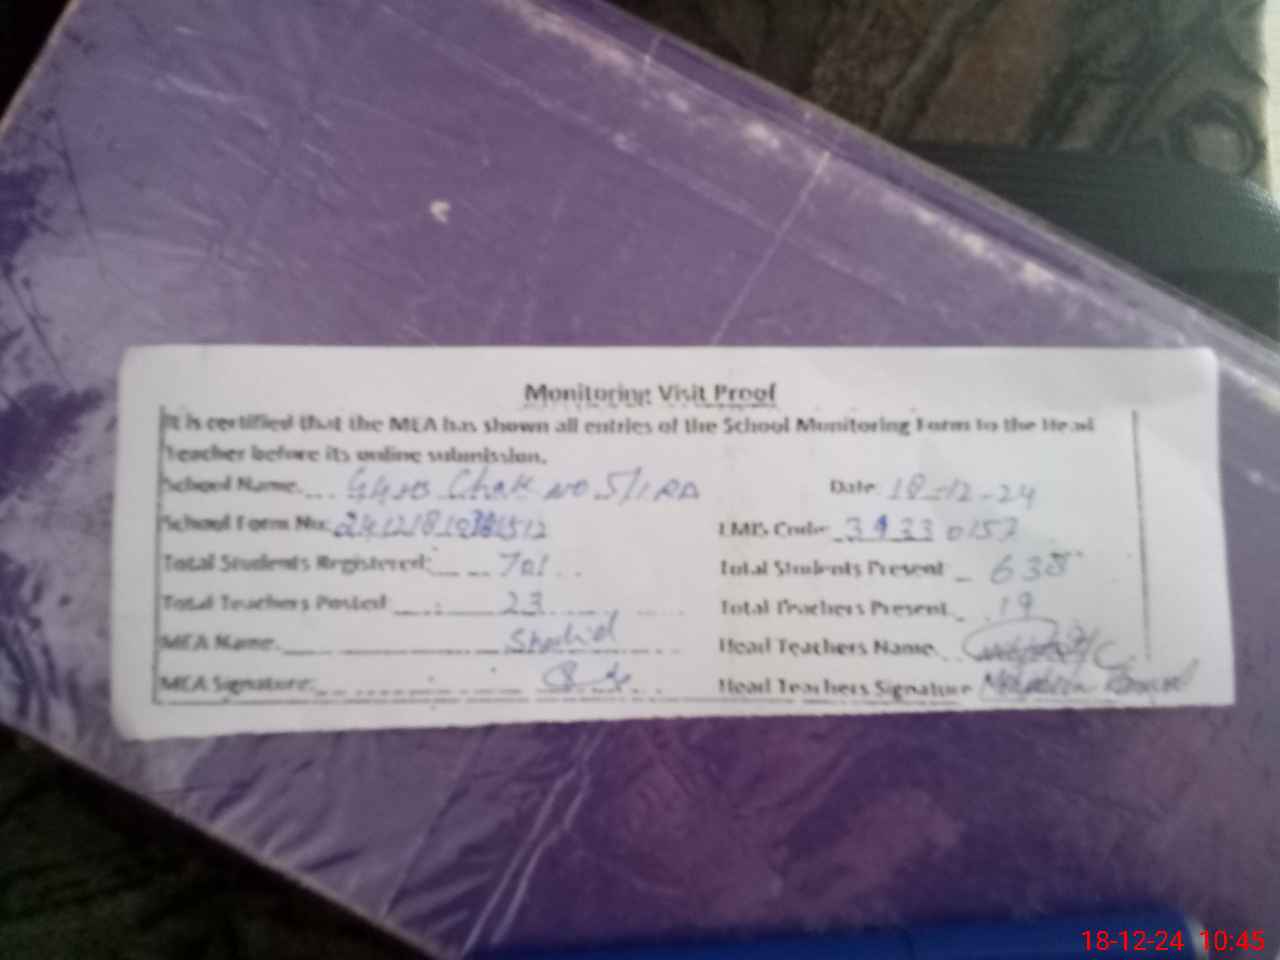 Monitoring Visit Proof
It is certified that the MEA has shown all entries of the School Monitoring Form to the Head
Teacher before its online submission.
School Name. Chak no 5/1RA Date 18-12-24
School Form No: LMIS Code: 39330157
Total Students Registered: 701 Total Students Present 638
Total Teachers Posted: 23 Total Teachers Present. 19
MEA Name. Shahid Head Teachers Name.
MEA Signature: Head Teachers Signature
18-12-24 10:45